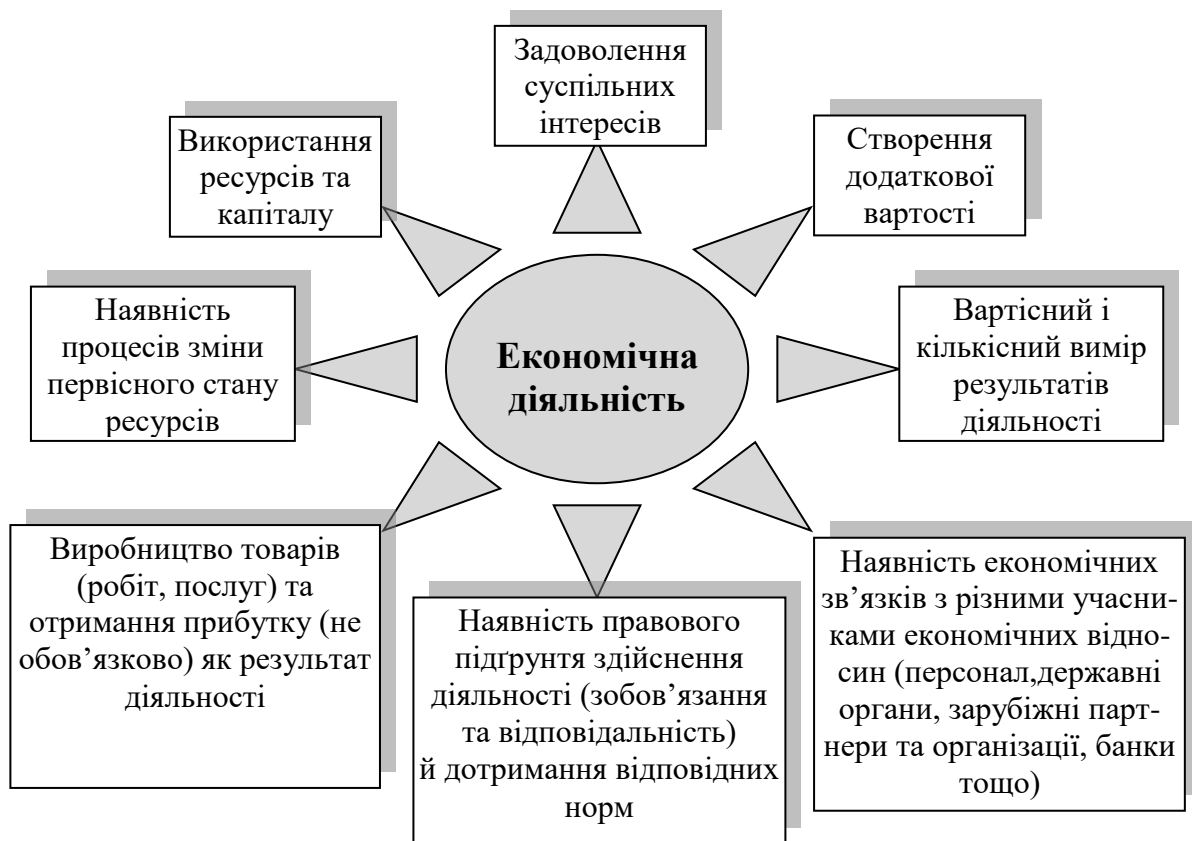 Задоволення
суспільних
інтересів
Використання
ресурсів та
капіталу
Створення
додаткової
вартості
Наявність
процесів зміни
первісного стану
ресурсів
Економічна
діяльність
Вартісний і
кількісний вимір
результатів
діяльності
Виробництво товарів
(робіт, послуг) та
отримання прибутку (не
обов’язково) як результат
діяльності
Наявність правового
підґрунтя здійснення
діяльності (зобов’язання
та відповідальність)
й дотримання відповідних
норм
Наявність економічних
зв’язків з різними учасни-
ками економічних відно-
син (персонал,державні
органи, зарубіжні парт-
нери та організації, банки
тощо)